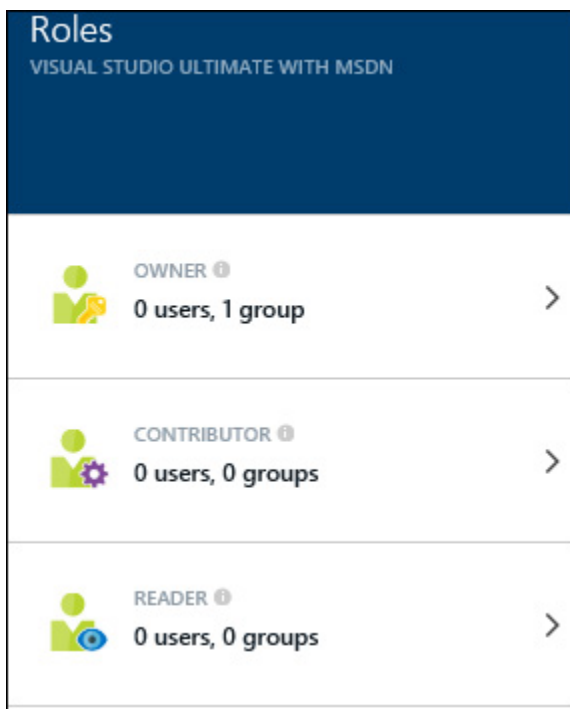 Roles
VISUAL STUDIO ULTIMATE WITH MSDN
OWNER
0 users, 1 group
CONTRIBUTOR
0 users, 0 groups
READER
0 users, 0 groups